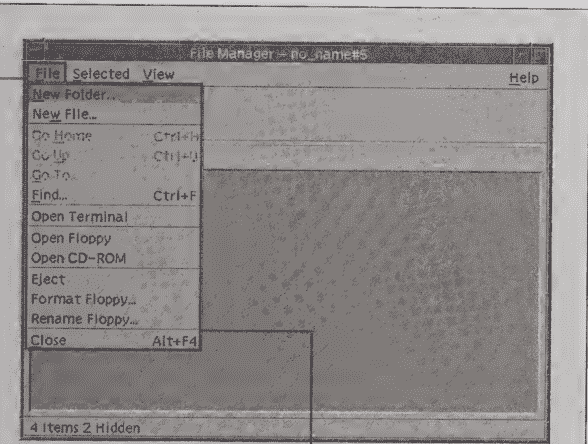 File Manager – no_name#5
File Selected View Help
New Folder...
New File...
Go Home Ctrl+H
Go Up Ctrl+U
Go To...
Find... Ctrl+F
Open Terminal
Open Floppy
Open CD-ROM
Eject
Format Floppy...
Rename Floppy...
Close Alt+F4
4 Items 2 Hidden